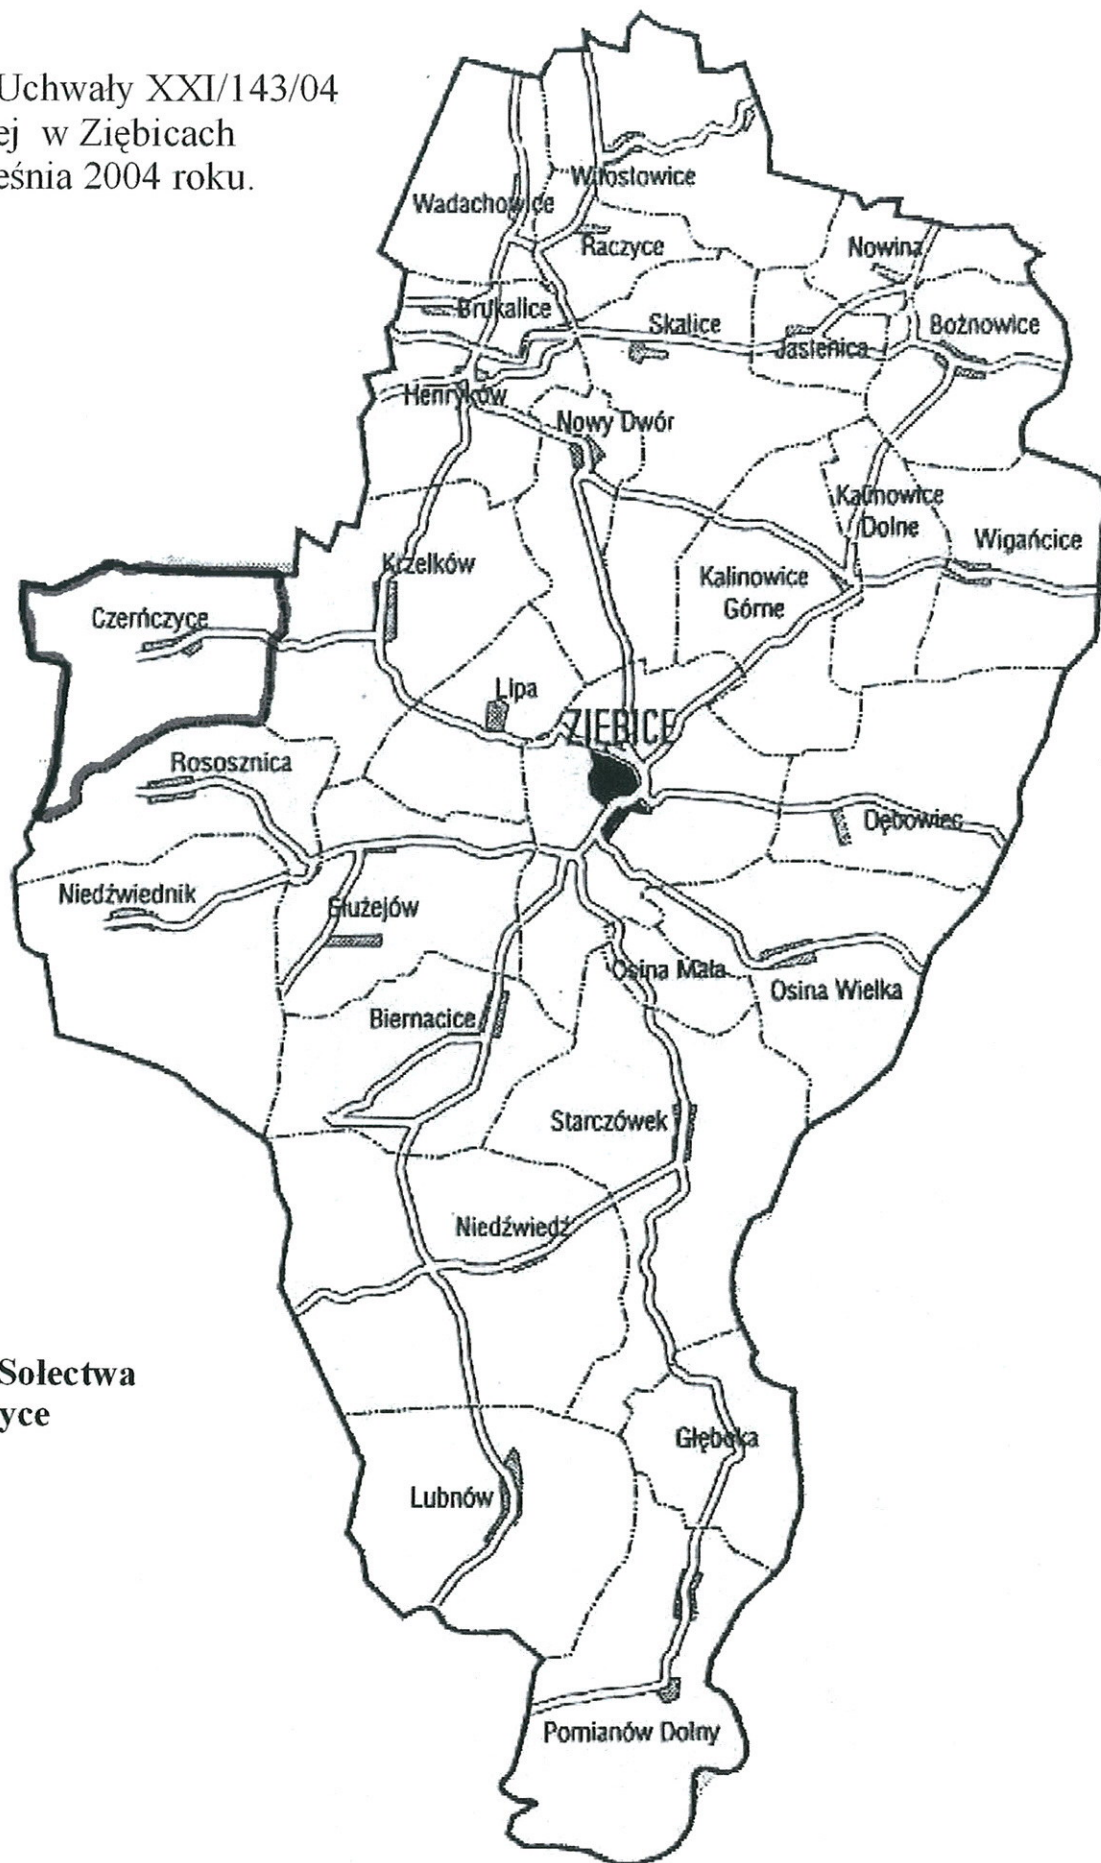 Uchwały XXI/143/04
ej w Ziębicach
eśnia 2004 roku.
Witostowice
Wadachowice
Raczyce
Nowina
Brukalice
Skalice
Bożnowice
Jasienica
Henryków
Nowy Dwór
Kalinowice
Dolne
Wigańcice
Krzelków
Kalinowice
Górne
Czerńczyce
Lipa
ZIĘBICE
Rososznica
Dębowiec
Niedźwiednik
Służejów
Osina Mała
Osina Wielka
Biernacice
Starczówek
Niedźwiedź
Sołectwa
yce
Głęboka
Lubnów
Pomianów Dolny